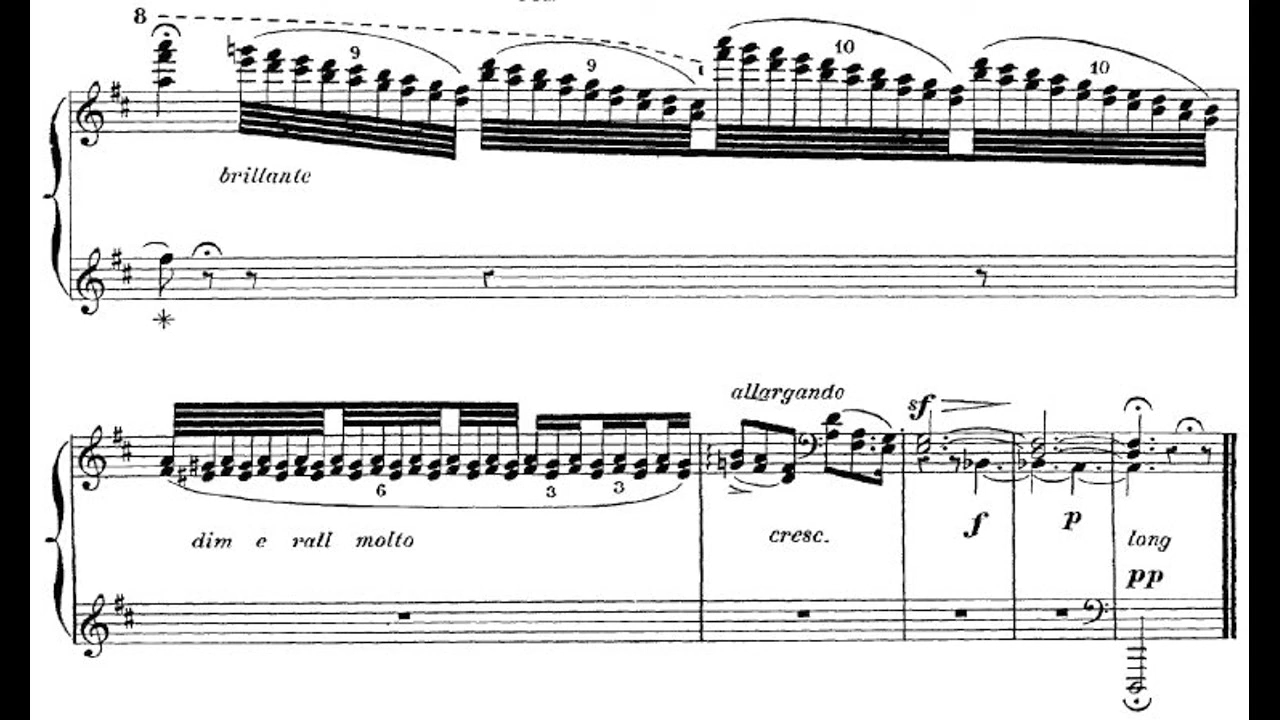 8
9 9 10 10
brillante
allargando
sf
6 3 3
f p
dim e rall molto cresc. long
pp